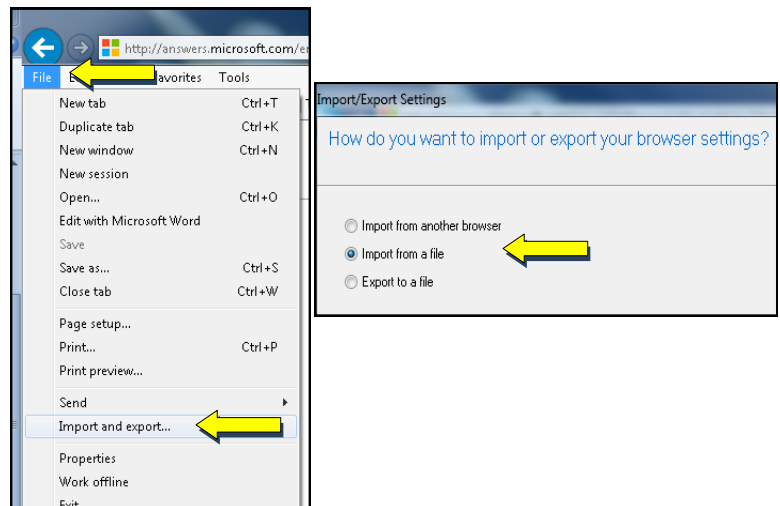 http://answers.microsoft.com/er
File avorites Tools
New tab Ctrl+T
Duplicate tab Ctrl+K
New window Ctrl+N
New session
Open... Ctrl+O
Edit with Microsoft Word
Save
Save as... Ctrl+S
Close tab Ctrl+W
Page setup...
Print... Ctrl+P
Print preview...
Send
Import and export...
Properties
Work offline
Exit
Import/Export Settings
How do you want to import or export your browser settings?
Import from another browser
Import from a file
Export to a file